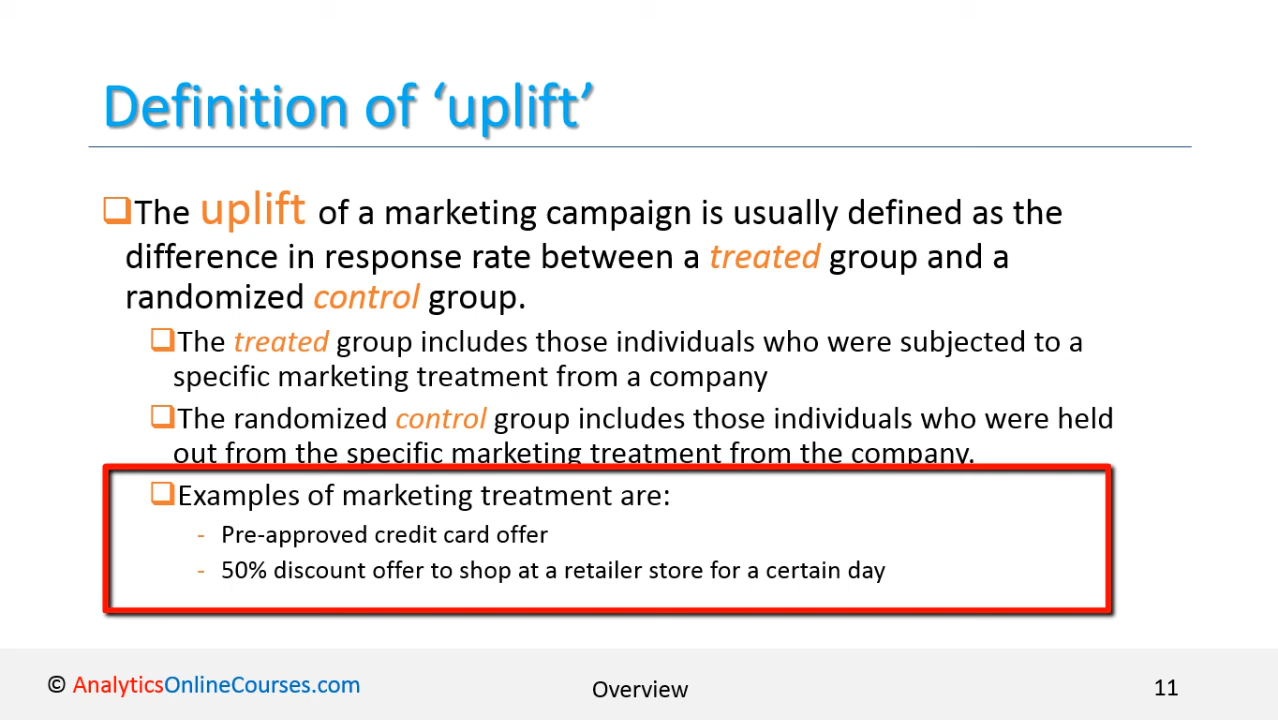 Definition of ‘uplift’
❑The uplift of a marketing campaign is usually defined as the
difference in response rate between a treated group and a
randomized control group.
❑The treated group includes those individuals who were subjected to a
specific marketing treatment from a company
❑The randomized control group includes those individuals who were held
out from the specific marketing treatment from the company.
❑Examples of marketing treatment are:
- Pre-approved credit card offer
- 50% discount offer to shop at a retailer store for a certain day
© AnalyticsOnlineCourses.com
Overview
11